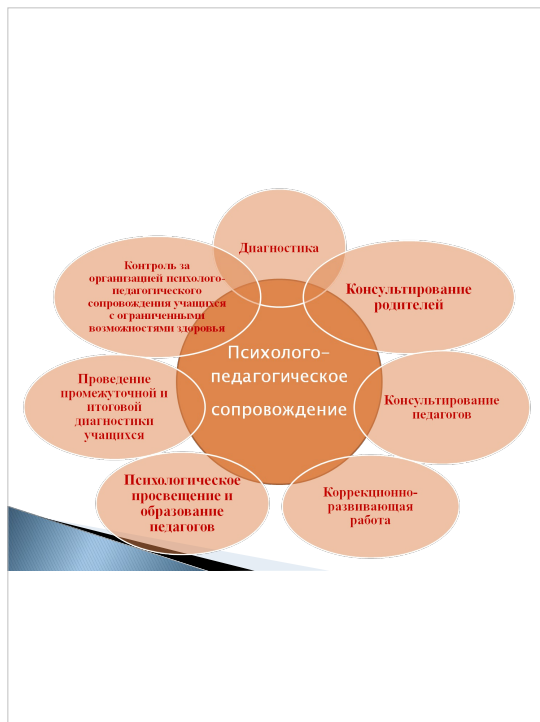 Диагностика
Консультирование
родителей
Консультирование
педагогов
Коррекционно-
развивающая
работа
Психологическое
просвещение и
образование
педагогов
Проведение
промежуточной и
итоговой
диагностики
учащихся
Контроль за
организацией психолого-
педагогического
сопровождения учащихся
с ограниченными
возможностями здоровья
Психолого-
педагогическое
сопровождение